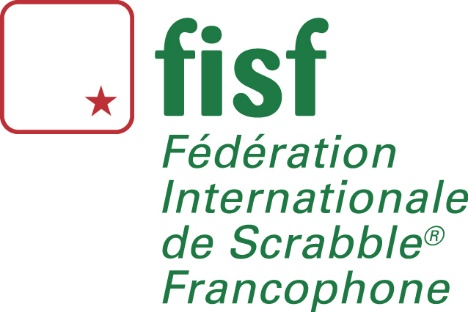 fisf
Fédération
Internationale
de Scrabble®
Francophone